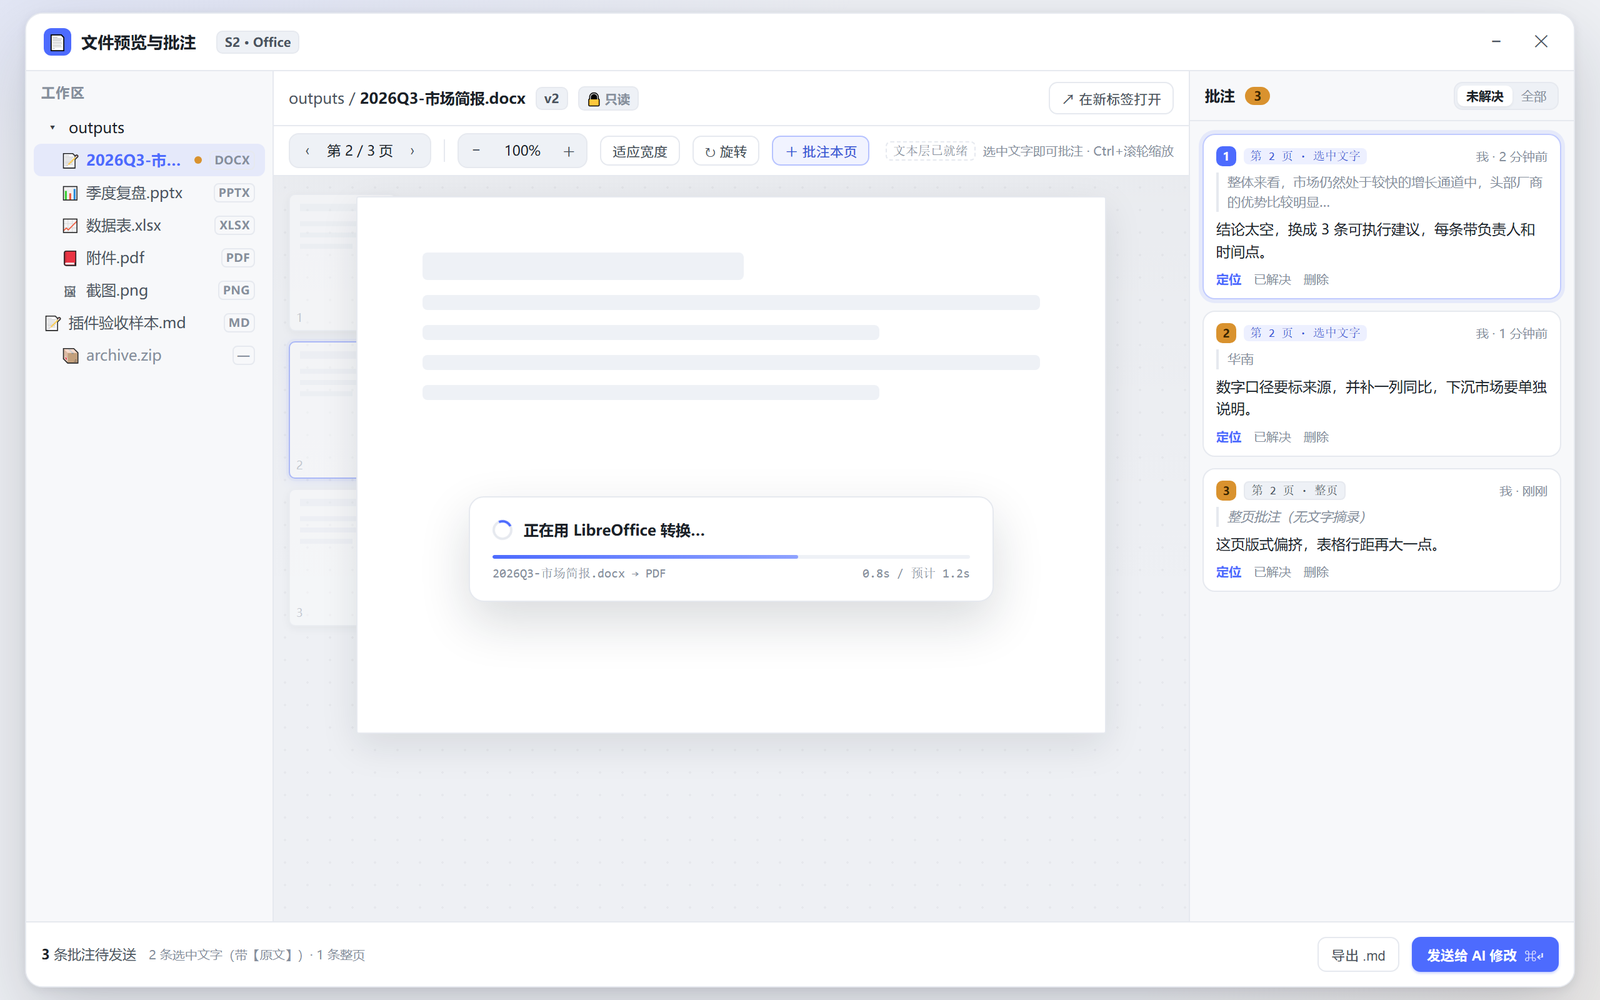 文件预览与批注
S2 • Office
工作区
outputs
2026Q3-市...
DOCX
季度复盘.pptx
PPTX
数据表.xlsx
XLSX
附件.pdf
PDF
截图.png
PNG
插件验收样本.md
MD
archive.zip
—
outputs / 2026Q3-市场简报.docx
v2
只读
↗ 在新标签打开
‹ 第 2 / 3 页 ›
− 100% +
适应宽度
↻ 旋转
+ 批注本页
文本层已就绪
选中文字即可批注 · Ctrl+滚轮缩放
1
2
3
正在用 LibreOffice 转换...
2026Q3-市场简报.docx → PDF
0.8s / 预计 1.2s
批注
3
未解决
全部
1
第 2 页 · 选中文字
我 · 2 分钟前
整体来看，市场仍然处于较快的增长通道中，头部厂商
的优势比较明显...
结论太空，换成 3 条可执行建议，每条带负责人和
时间点。
定位 已解决 删除
2
第 2 页 · 选中文字
我 · 1 分钟前
华南
数字口径要标来源，并补一列同比，下沉市场要单独
说明。
定位 已解决 删除
3
第 2 页 · 整页
我 · 刚刚
整页批注（无文字摘录）
这页版式偏挤，表格行距再大一点。
定位 已解决 删除
3 条批注待发送
2 条选中文字（带【原文】）· 1 条整页
导出 .md
发送给 AI 修改 ⌘↵